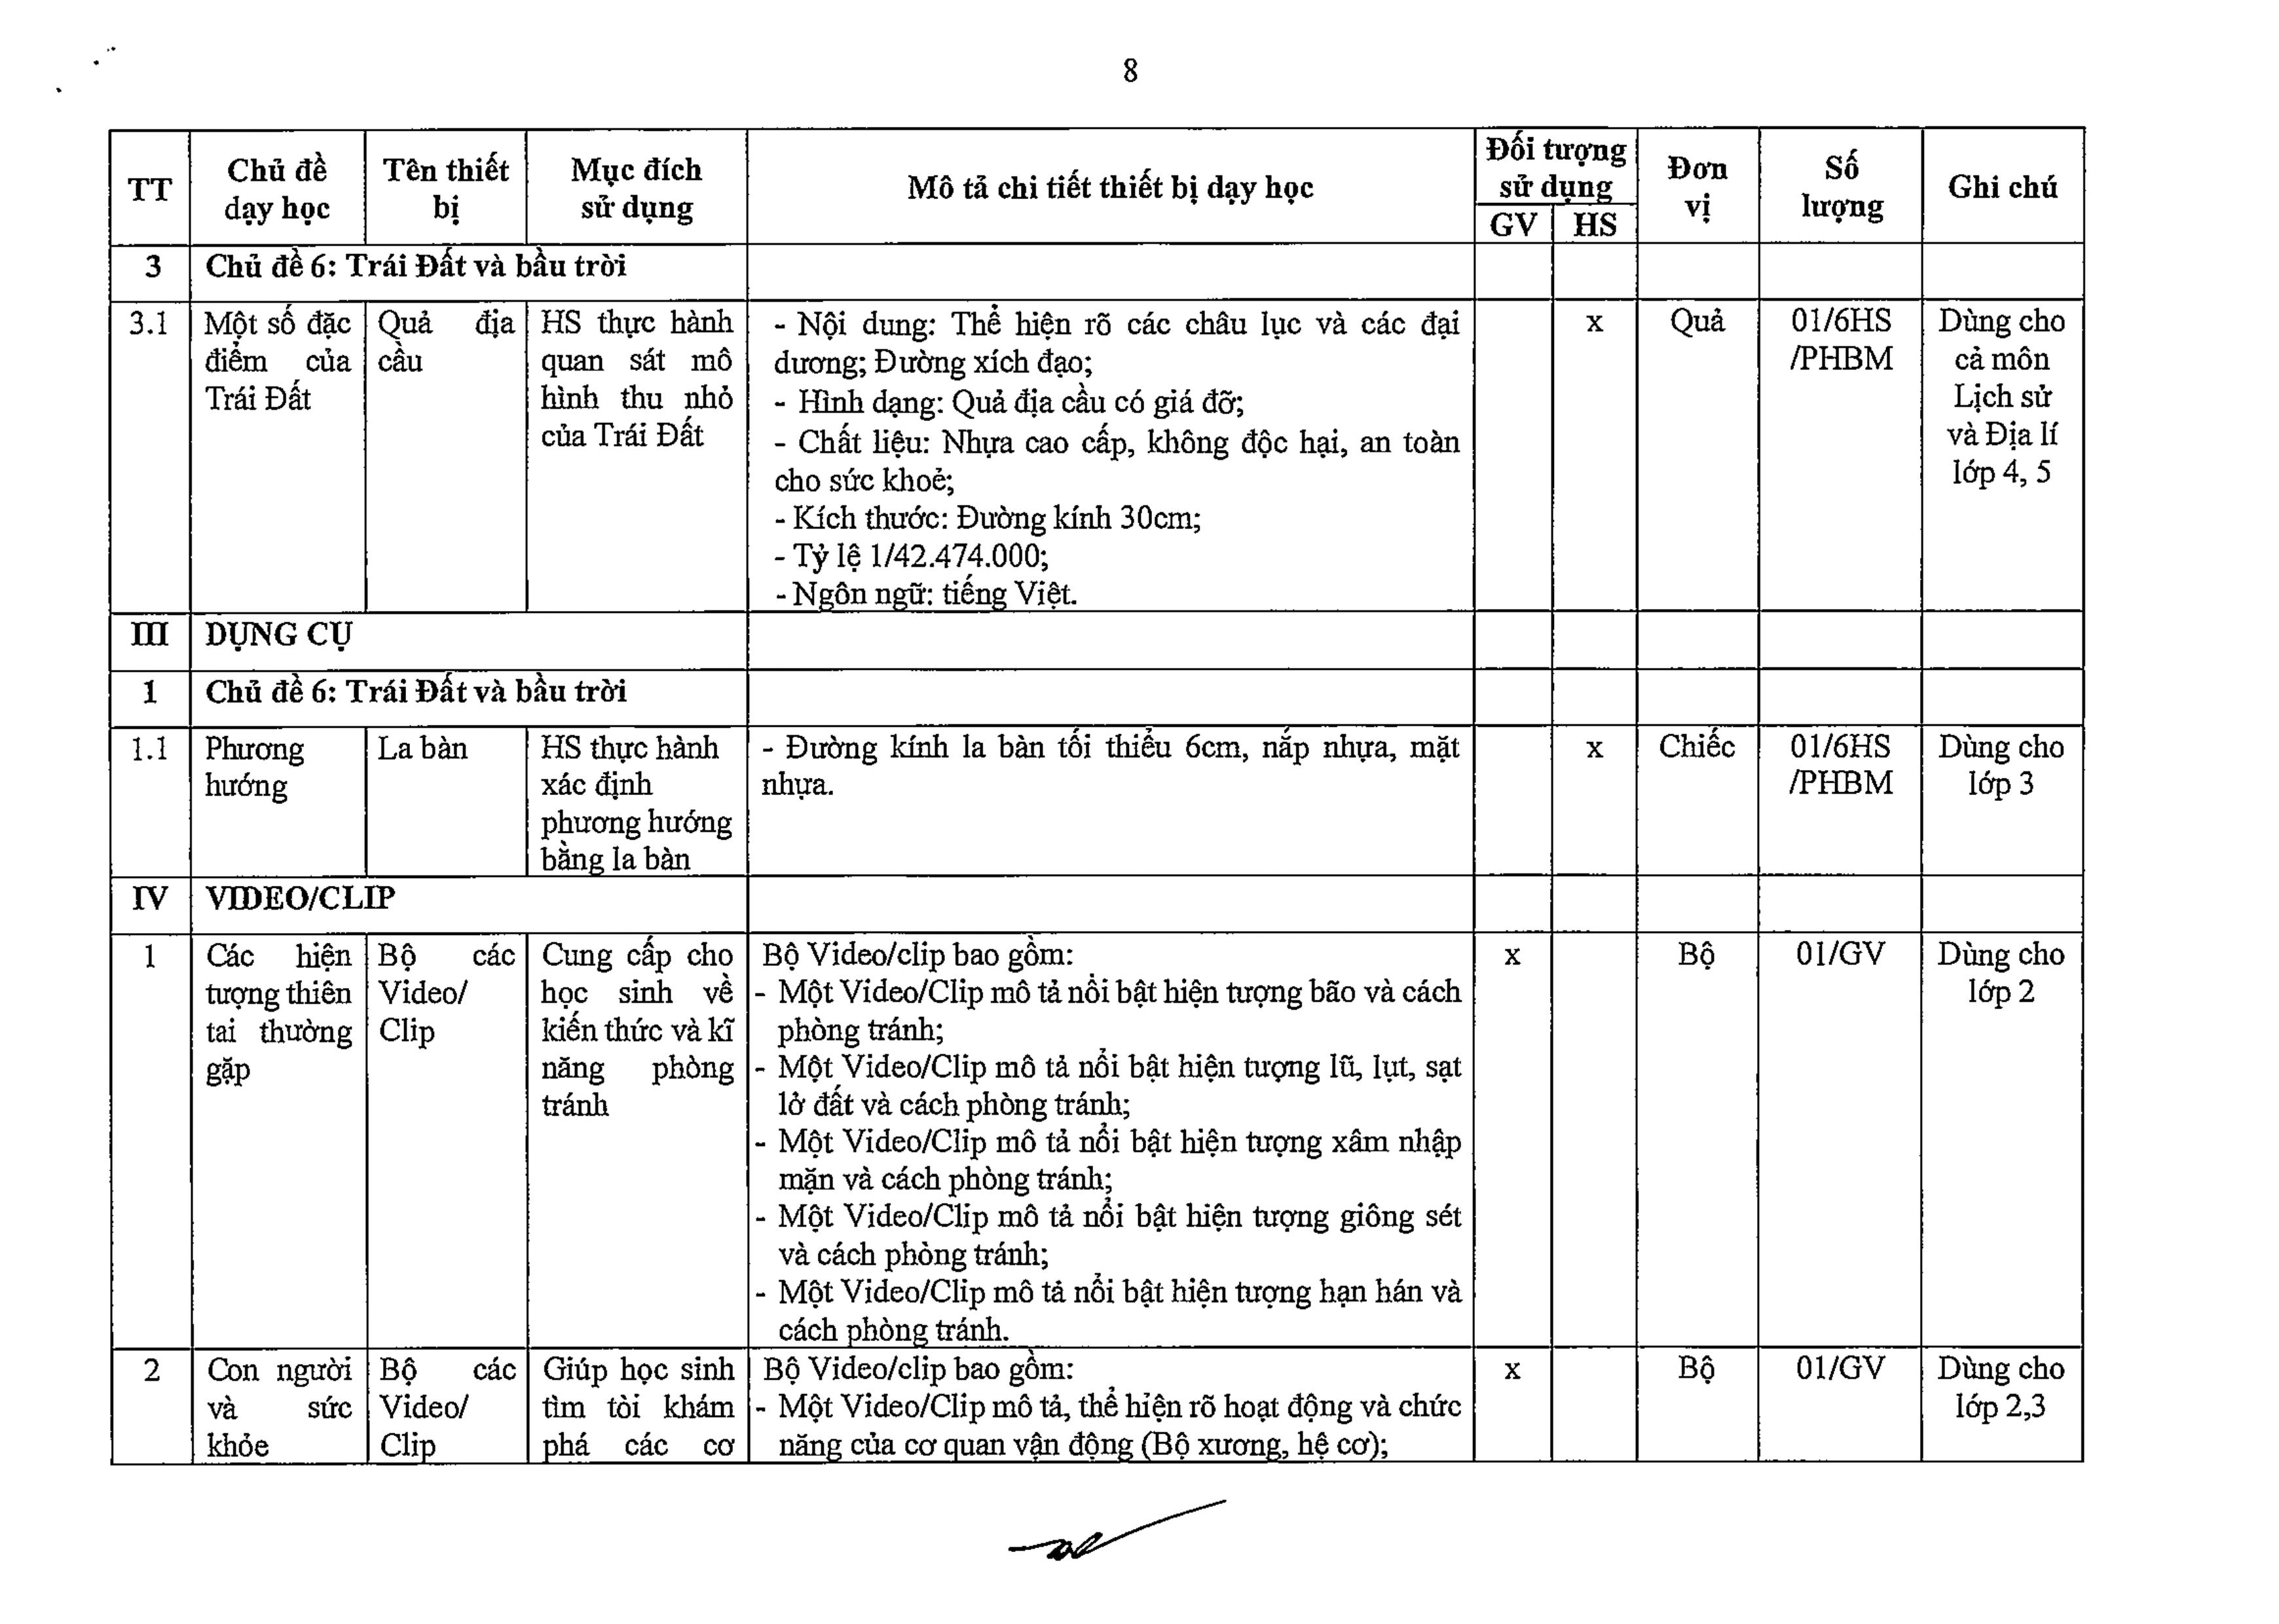 8
TT
Chủ đề
dạy học
Tên thiết
bị
Mục đích
sử dụng
Mô tả chi tiết thiết bị dạy học
Đối tượng
sử dụng
GV HS
Đơn
vị
Số
lượng
Ghi chú
3 Chủ đề 6: Trái Đất và bầu trời
3.1
Một số đặc
điểm của
Trái Đất
Quả địa
cầu
HS thực hành
quan sát mô
hình thu nhỏ
của Trái Đất
- Nội dung: Thể hiện rõ các châu lục và các đại
dương; Đường xích đạo;
- Hình dạng: Quả địa cầu có giá đỡ;
- Chất liệu: Nhựa cao cấp, không độc hại, an toàn
cho sức khoẻ;
- Kích thước: Đường kính 30cm;
- Tỷ lệ 1/42.474.000;
- Ngôn ngữ: tiếng Việt.
x
Quả
01/6HS
/PHBM
Dùng cho
cả môn
Lịch sử
và Địa lí
lớp 4, 5
III DỤNG CỤ
1 Chủ đề 6: Trái Đất và bầu trời
1.1
Phương
hướng
La bàn
HS thực hành
xác định
phương hướng
bằng la bàn
- Đường kính la bàn tối thiểu 6cm, nắp nhựa, mặt
nhựa.
x
Chiếc
01/6HS
/PHBM
Dùng cho
lớp 3
IV VIDEO/CLIP
1
Các hiện
tượng thiên
tai thường
gặp
Bộ các
Video/
Clip
Cung cấp cho
học sinh về
kiến thức và kĩ
năng phòng
tránh
Bộ Video/clip bao gồm:
- Một Video/Clip mô tả nổi bật hiện tượng bão và cách
phòng tránh;
- Một Video/Clip mô tả nổi bật hiện tượng lũ, lụt, sạt
lở đất và cách phòng tránh;
- Một Video/Clip mô tả nổi bật hiện tượng xâm nhập
mặn và cách phòng tránh;
- Một Video/Clip mô tả nổi bật hiện tượng giông sét
và cách phòng tránh;
- Một Video/Clip mô tả nổi bật hiện tượng hạn hán và
cách phòng tránh.
x
Bộ
01/GV
Dùng cho
lớp 2
2
Con người
và sức
khỏe
Bộ các
Video/
Clip
Giúp học sinh
tìm tòi khám
phá các cơ
Bộ Video/clip bao gồm:
- Một Video/Clip mô tả, thể hiện rõ hoạt động và chức
năng của cơ quan vận động (Bộ xương, hệ cơ);
x
Bộ
01/GV
Dùng cho
lớp 2,3